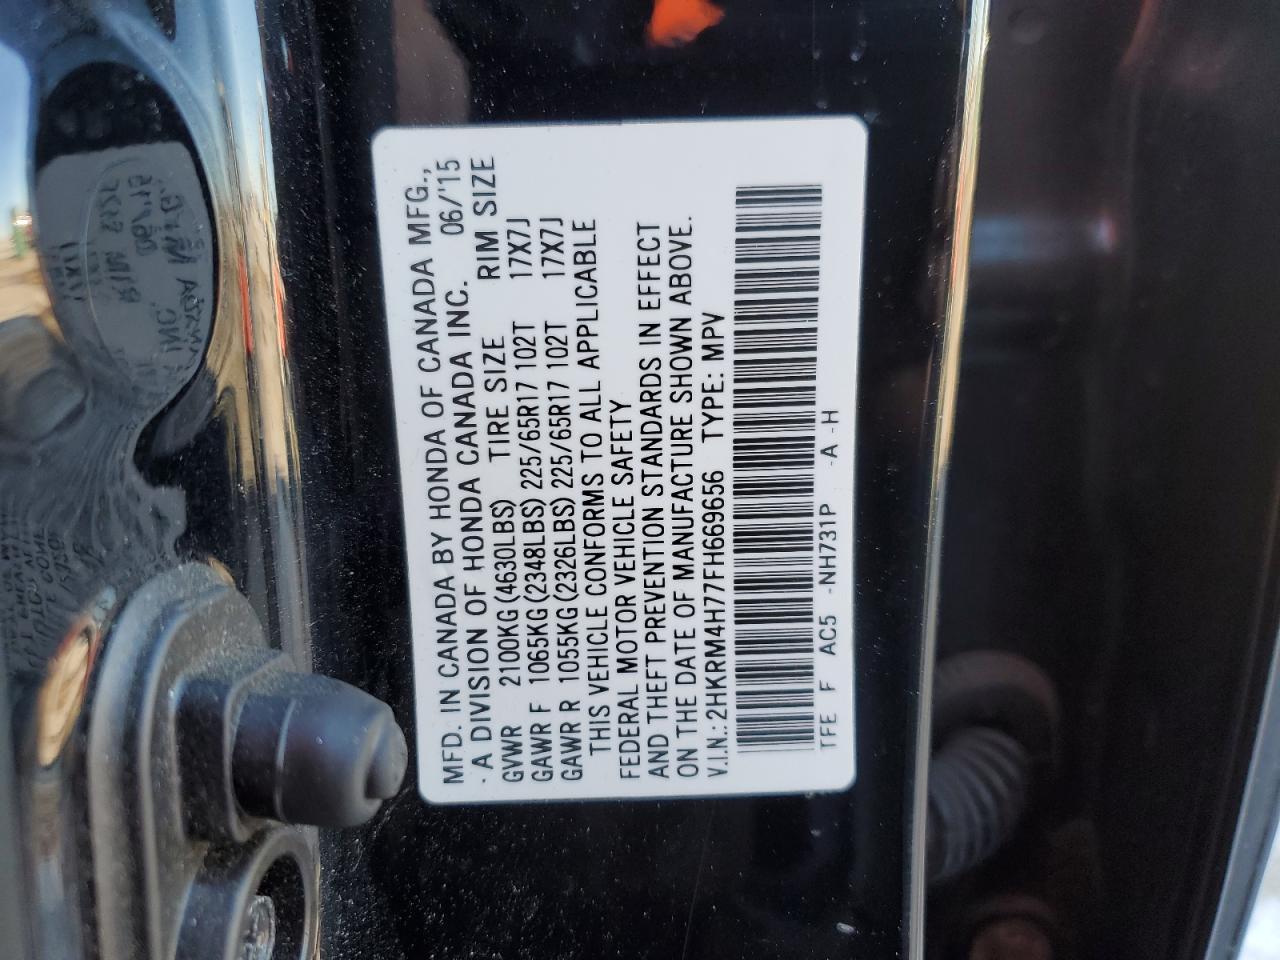 MFD. IN CANADA BY HONDA OF CANADA MFG.,
- A DIVISION OF HONDA CANADA INC. 06/'15
GVWR 2100KG (4630LBS) TIRE SIZE RIM SIZE
GAWR F 1065KG (2348LBS) 225/65R17 102T 17X7J
GAWR R 1055KG (2326LBS) 225/65R17 102T 17X7J
THIS VEHICLE CONFORMS TO ALL APPLICABLE
FEDERAL MOTOR VEHICLE SAFETY
AND THEFT PREVENTION STANDARDS IN EFFECT
ON THE DATE OF MANUFACTURE SHOWN ABOVE.
V.I.N.: 2HKRM4H77FH669656 TYPE: MPV
TFE F AC5 -NH731P -A -H